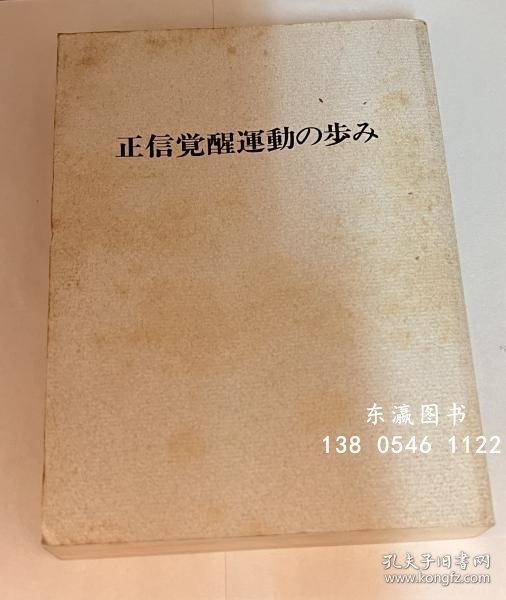 正信覚醒運動の歩み
东瀛图书
138 0546 1122
孔夫子旧书网
www.kongfz.com